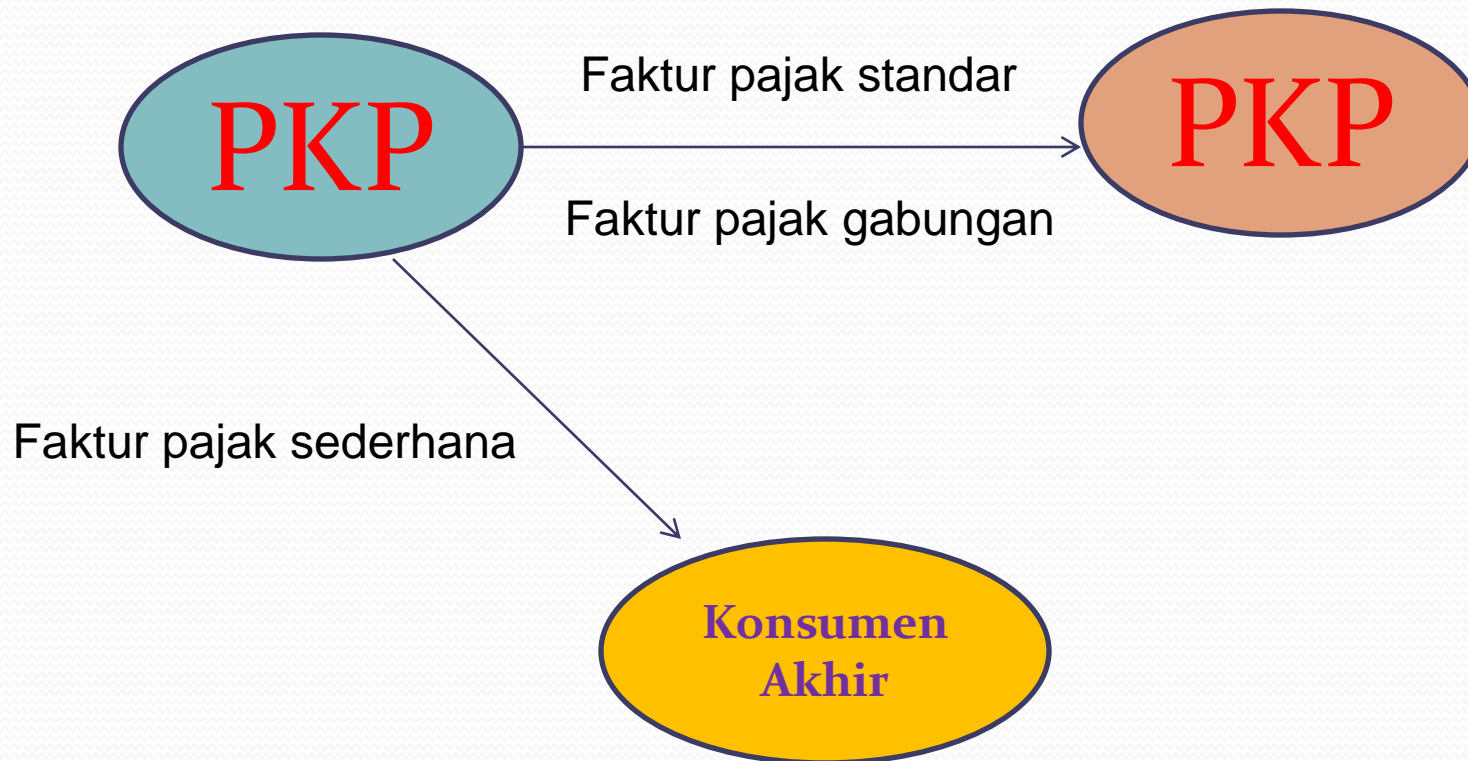 PKP
Faktur pajak standar
PKP
Faktur pajak gabungan
Faktur pajak sederhana
Konsumen
Akhir